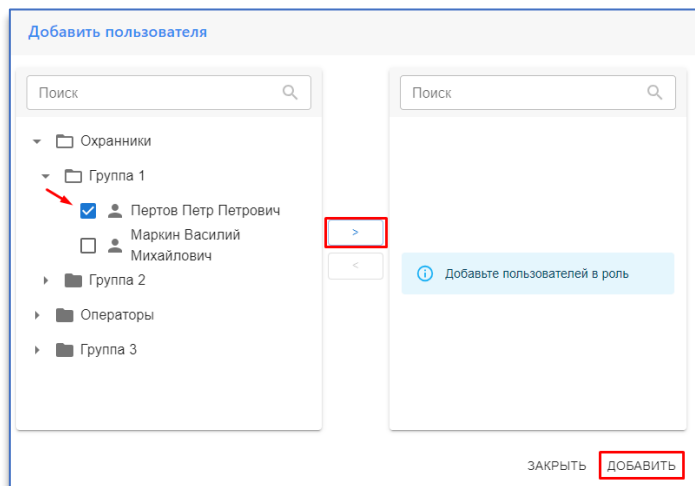 Добавить пользователя
Поиск
Охранники
Группа 1
Пертов Петр Петрович
Маркин Василий
Михайлович
Группа 2
Операторы
Группа 3
>
<
Поиск
Добавьте пользователей в роль
ЗАКРЫТЬ ДОБАВИТЬ